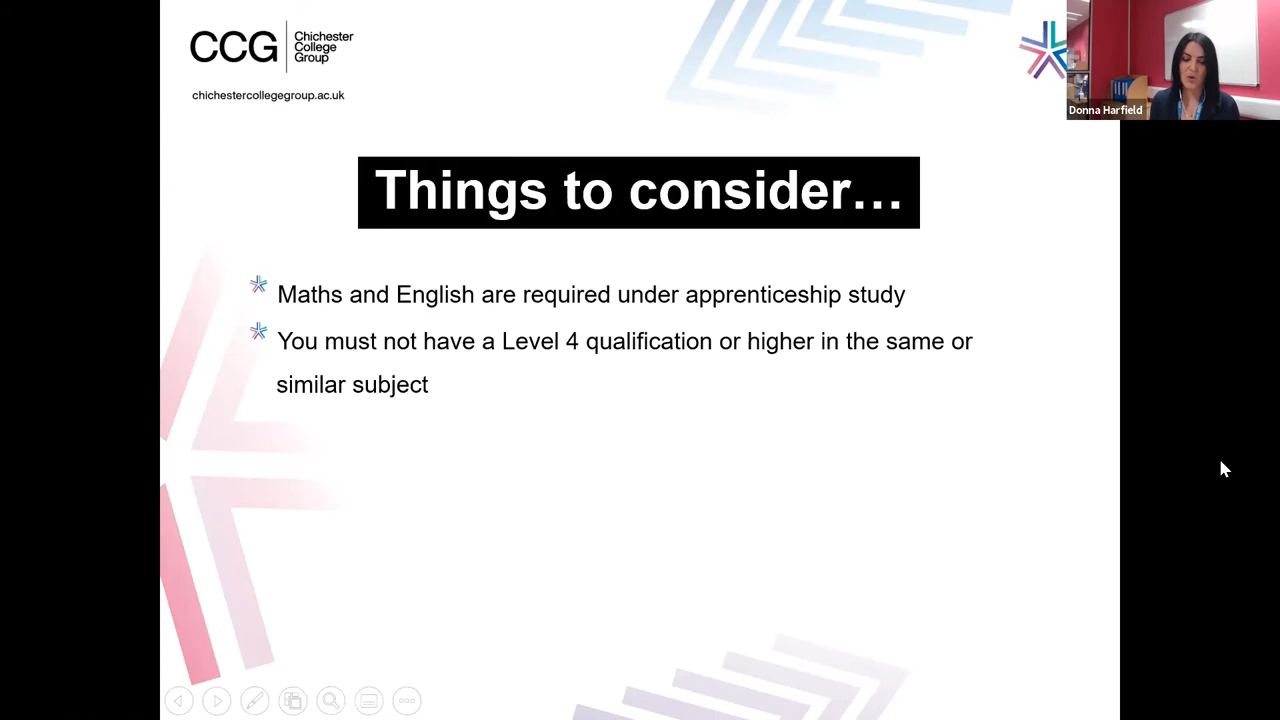 CCG
Chichester
College
Group
chichestercollegegroup.ac.uk
Donna Harfield
Things to consider…
Maths and English are required under apprenticeship study
You must not have a Level 4 qualification or higher in the same or
similar subject